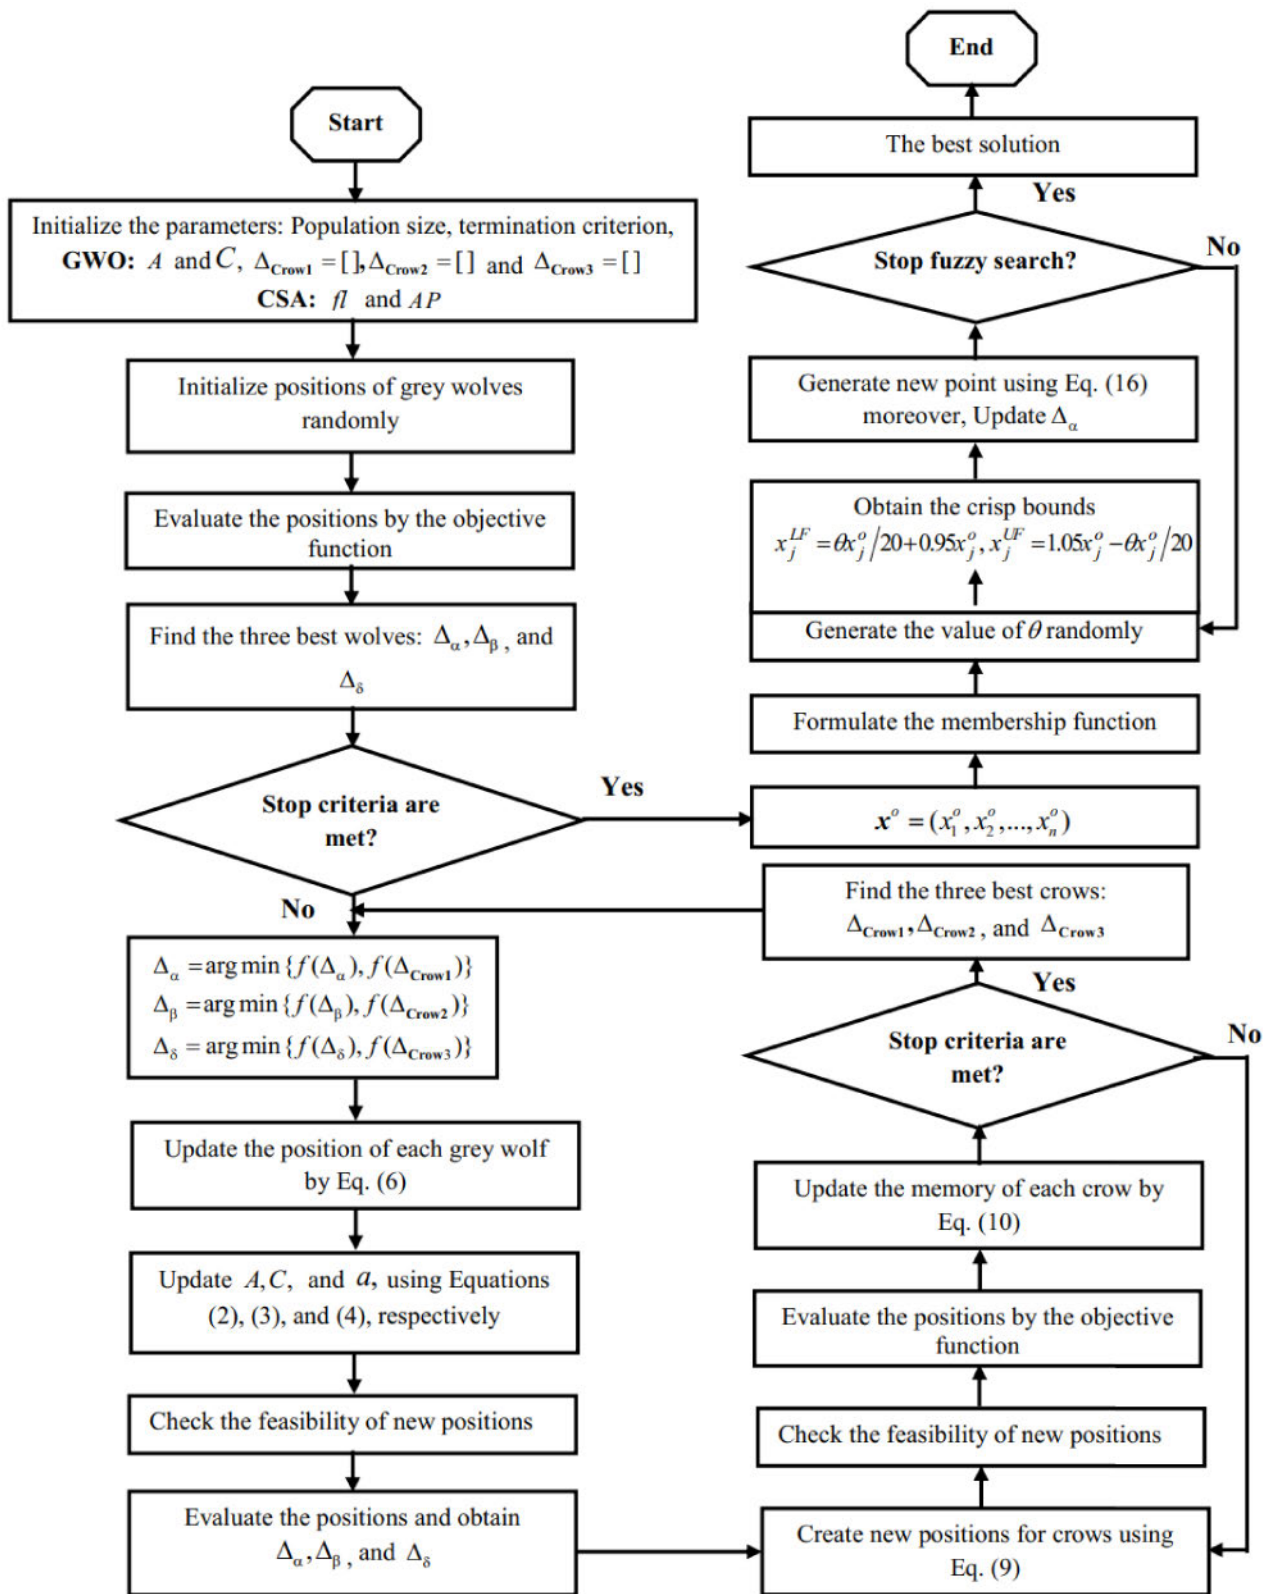 Start
Initialize the parameters: Population size, termination criterion,
GWO: A and C, Δ_Crow1 = [], Δ_Crow2 = [] and Δ_Crow3 = []
CSA: fl and AP
Initialize positions of grey wolves
randomly
Evaluate the positions by the objective
function
Find the three best wolves: Δ_α, Δ_β, and
Δ_δ
Stop criteria are
met?
Yes
No
Δ_α = arg min {f(Δ_α), f(Δ_Crow1)}
Δ_β = arg min {f(Δ_β), f(Δ_Crow2)}
Δ_δ = arg min {f(Δ_δ), f(Δ_Crow3)}
Update the position of each grey wolf
by Eq. (6)
Update A, C, and a, using Equations
(2), (3), and (4), respectively
Check the feasibility of new positions
Evaluate the positions and obtain
Δ_α, Δ_β, and Δ_δ
Create new positions for crows using
Eq. (9)
Check the feasibility of new positions
Evaluate the positions by the objective
function
Update the memory of each crow by
Eq. (10)
Stop criteria are
met?
No
Yes
Find the three best crows:
Δ_Crow1, Δ_Crow2, and Δ_Crow3
x^o = (x_1^o, x_2^o, ..., x_n^o)
Formulate the membership function
Generate the value of θ randomly
Obtain the crisp bounds
x_j^LF = θx_j^o/20+0.95x_j^o, x_j^UF = 1.05x_j^o − θx_j^o/20
Generate new point using Eq. (16)
moreover, Update Δ_α
Stop fuzzy search?
No
Yes
The best solution
End